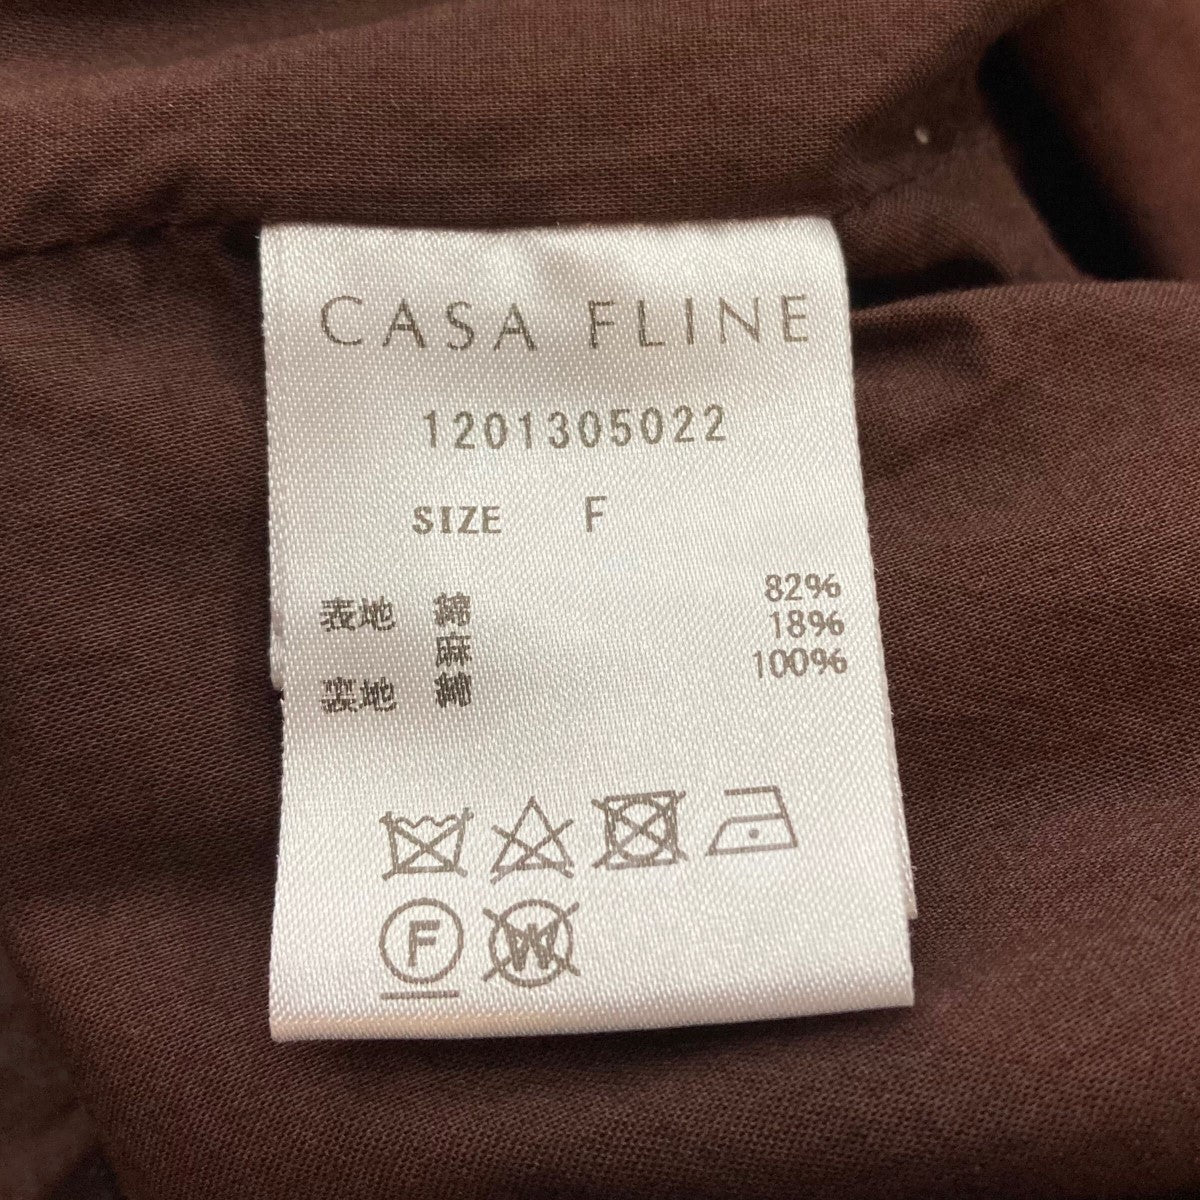 CASA FLINE
1201305022
SIZE F
表地 綿 82%
麻 18%
裏地 綿 100%
F W